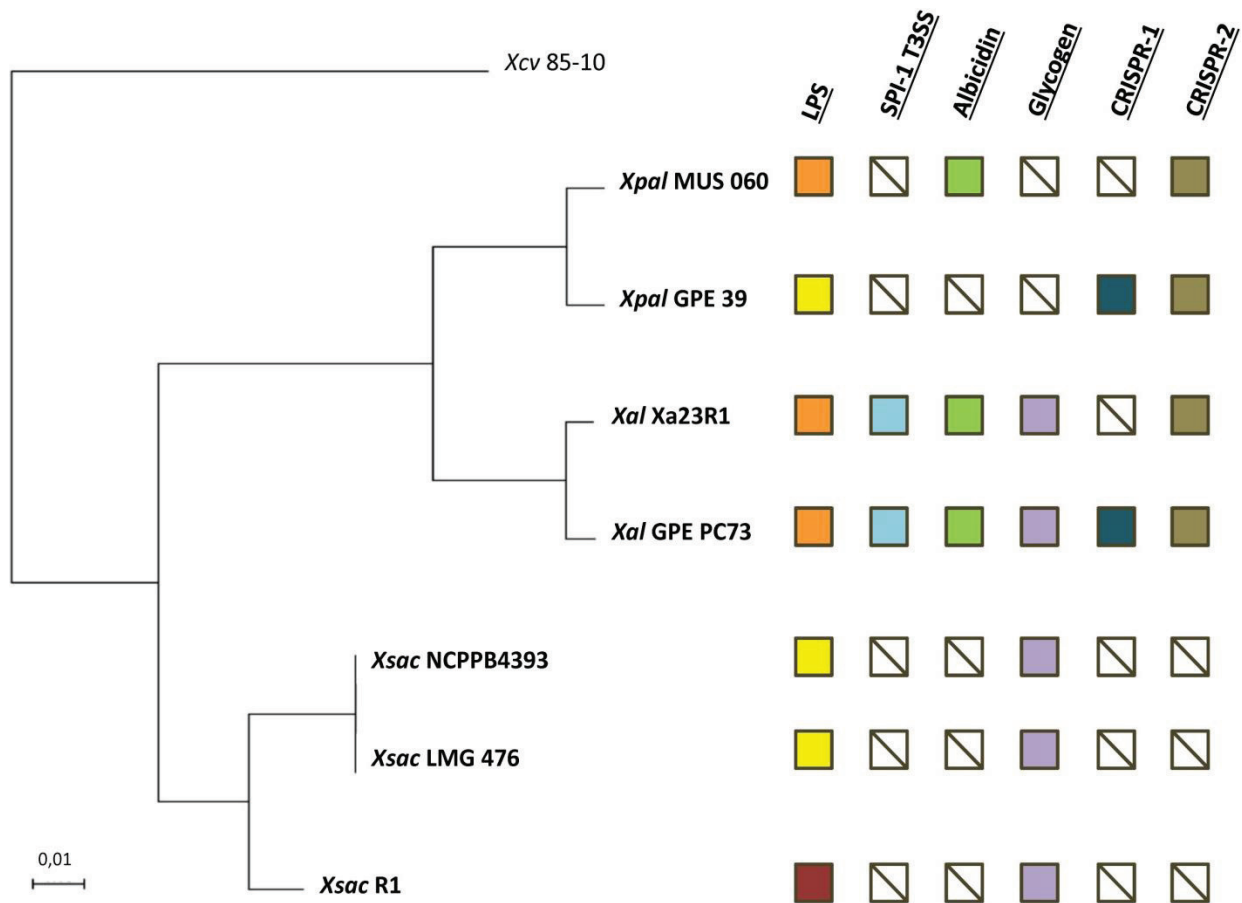 LPS
SPI-1 T3SS
Albicidin
Glycogen
CRISPR-1
CRISPR-2
Xcv 85-10
Xpal MUS 060
Xpal GPE 39
Xal Xa23R1
Xal GPE PC73
Xsac NCPPB4393
Xsac LMG 476
0,01
Xsac R1